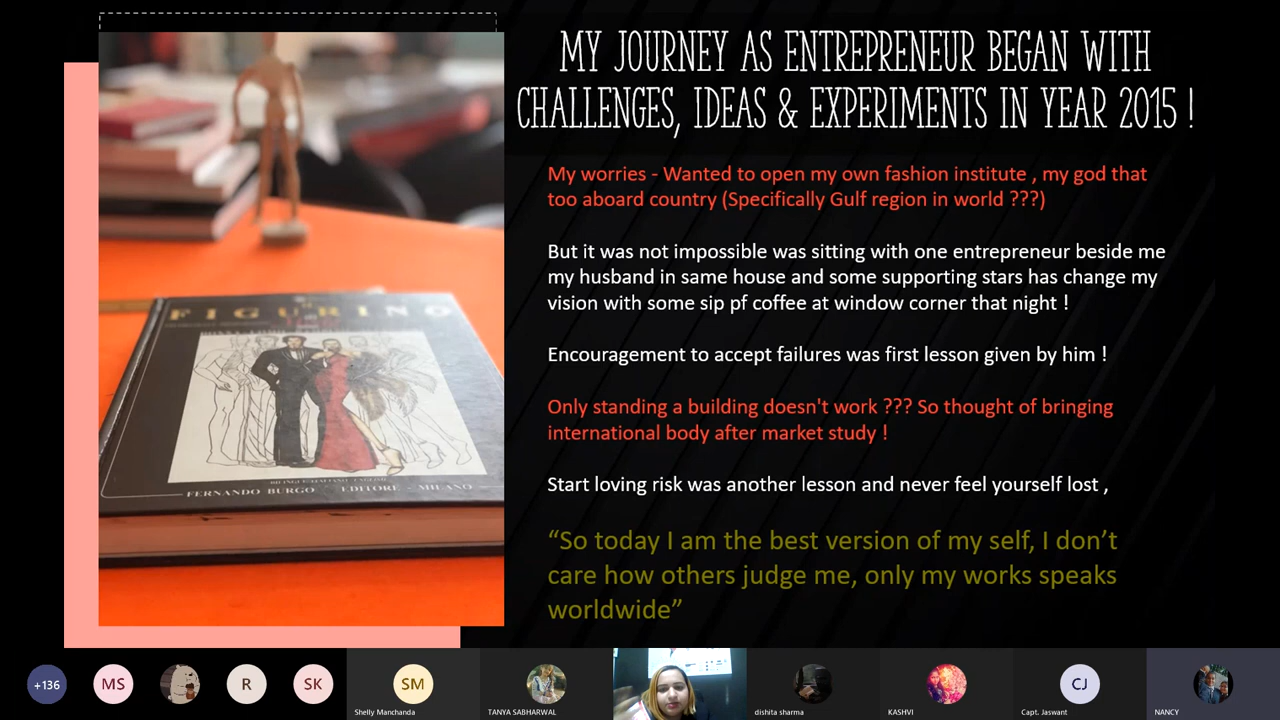 MY JOURNEY AS ENTREPRENEUR BEGAN WITH
CHALLENGES, IDEAS & EXPERIMENTS IN YEAR 2015 !
My worries - Wanted to open my own fashion institute , my god that
too aboard country (Specifically Gulf region in world ???)
But it was not impossible was sitting with one entrepreneur beside me
my husband in same house and some supporting stars has change my
vision with some sip pf coffee at window corner that night !
Encouragement to accept failures was first lesson given by him !
Only standing a building doesn't work ??? So thought of bringing
international body after market study !
Start loving risk was another lesson and never feel yourself lost ,
“So today I am the best version of my self, I don’t
care how others judge me, only my works speaks
worldwide”
FIGURINO
FERNANDO BURGO EDITORE - MILANO
+136
MS
R
SK
SM
CJ
Shelly Manchanda
TANYA SABHARWAL
dishita sharma
KASHVI
Capt. Jaswant
NANCY